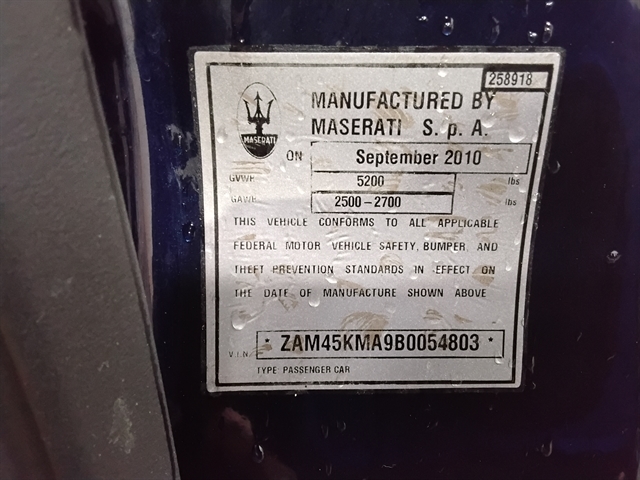 258918
MANUFACTURED BY
MASERATI S.p.A.
MASERATI
ON September 2010
GVWR 5200 lbs
GAWR 2500-2700 lbs
THIS VEHICLE CONFORMS TO ALL APPLICABLE
FEDERAL MOTOR VEHICLE SAFETY, BUMPER, AND
THEFT PREVENTION STANDARDS IN EFFECT ON
THE DATE OF MANUFACTURE SHOWN ABOVE
V.I.N. * ZAM45KMA9B0054803 *
TYPE PASSENGER CAR